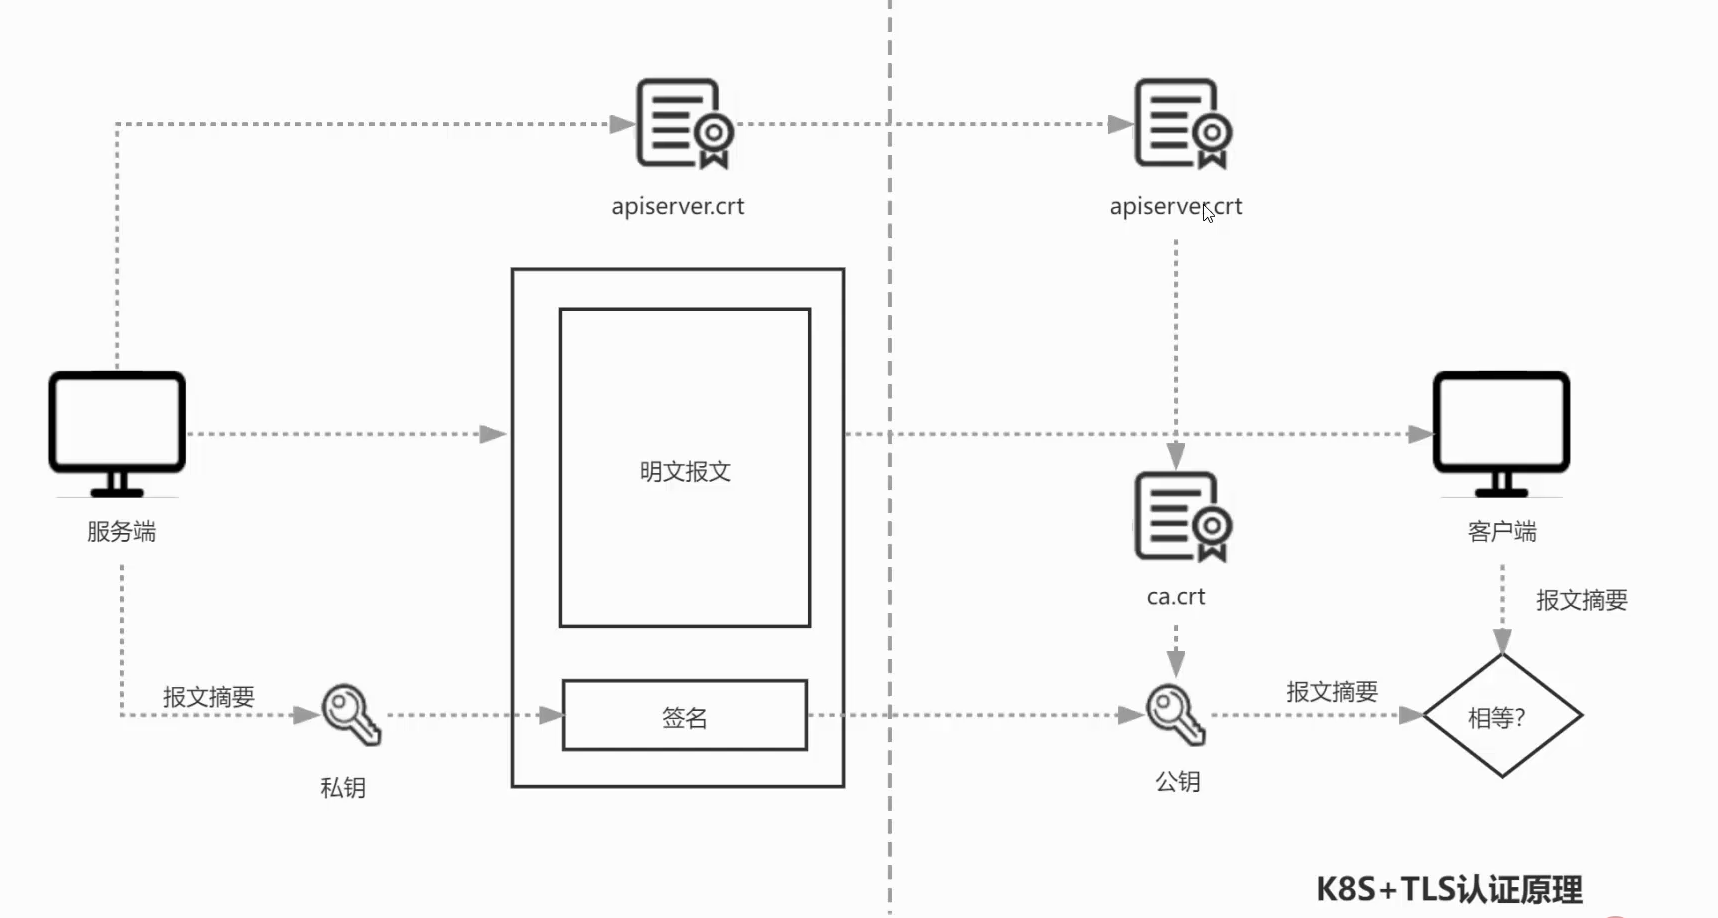 apiserver.crt
apiserver.crt
明文报文
服务端
客户端
ca.crt
报文摘要
报文摘要
签名
报文摘要
相等?
私钥
公钥
K8S+TLS认证原理